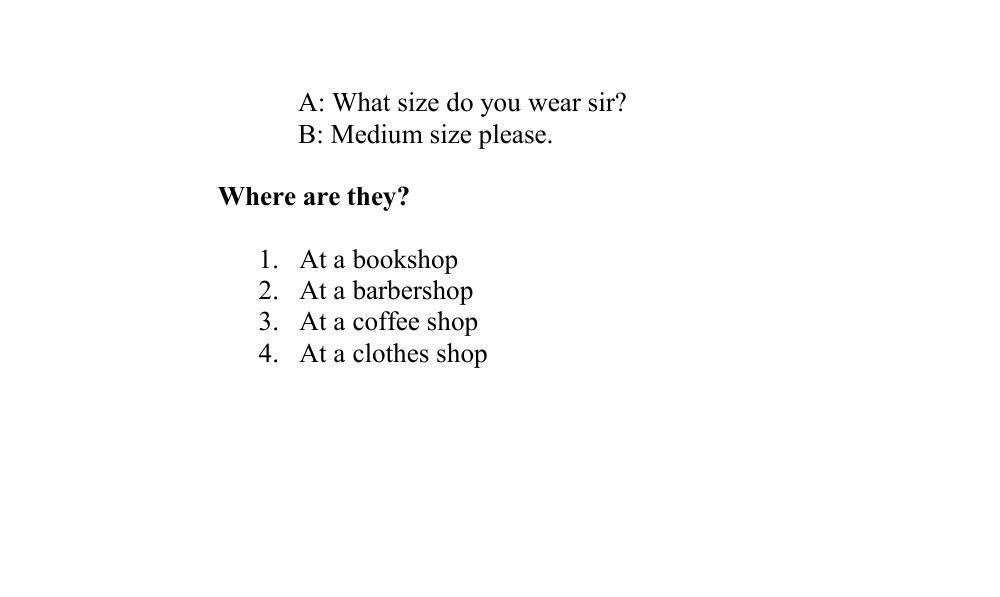 A: What size do you wear sir?
B: Medium size please.
Where are they?
1. At a bookshop
2. At a barbershop
3. At a coffee shop
4. At a clothes shop